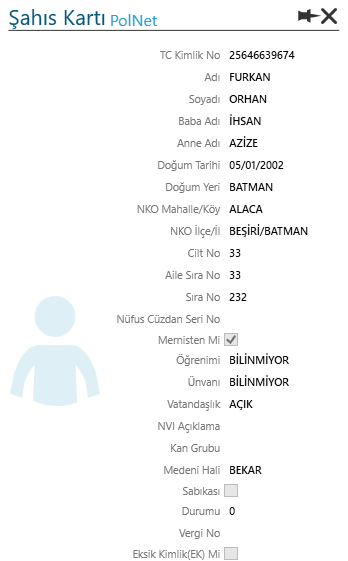 Şahıs Kartı PolNet
TC Kimlik No 25646639674
Adı FURKAN
Soyadı ORHAN
Baba Adı İHSAN
Anne Adı AZİZE
Doğum Tarihi 05/01/2002
Doğum Yeri BATMAN
NKO Mahalle/Köy ALACA
NKO İlçe/İl BEŞİRİ/BATMAN
Cilt No 33
Aile Sıra No 33
Sıra No 232
Nüfus Cüzdan Seri No
Mernisten Mi
Öğrenimi BİLİNMİYOR
Ünvanı BİLİNMİYOR
Vatandaşlık AÇIK
NVI Açıklama
Kan Grubu
Medeni Hali BEKAR
Sabıkası
Durumu 0
Vergi No
Eksik Kimlik(EK) Mi